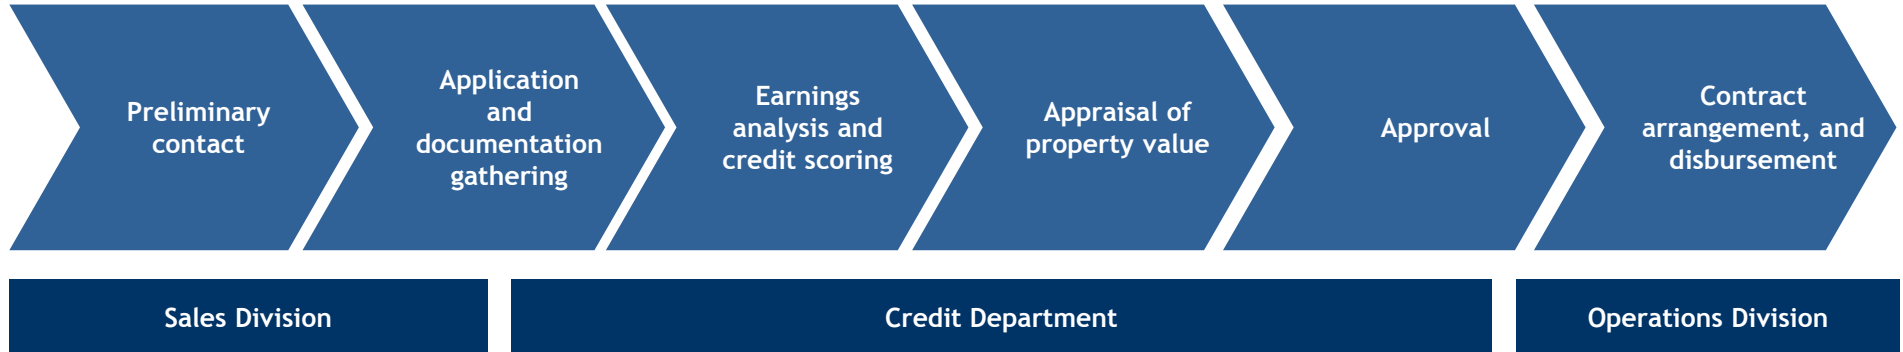 Preliminary
contact
Application
and
documentation
gathering
Earnings
analysis and
credit scoring
Appraisal of
property value
Approval
Contract
arrangement, and
disbursement
Sales Division
Credit Department
Operations Division